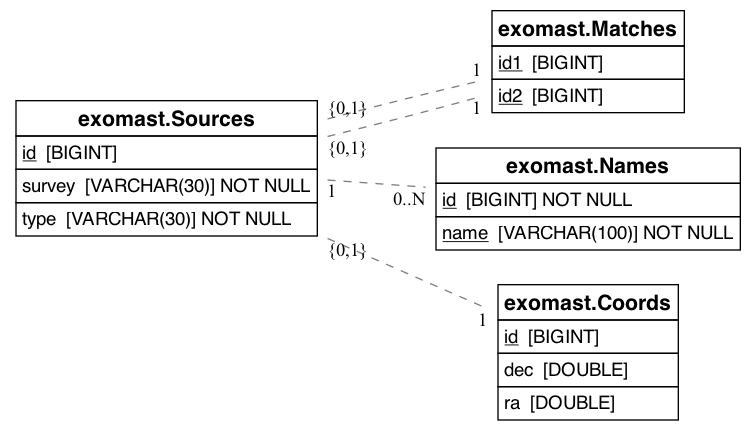 exomast.Matches
id1 [BIGINT]
id2 [BIGINT]
1
{0,1}
1
{0,1}
exomast.Sources
id [BIGINT]
survey [VARCHAR(30)] NOT NULL
type [VARCHAR(30)] NOT NULL
exomast.Names
id [BIGINT] NOT NULL
name [VARCHAR(100)] NOT NULL
1
0..N
{0,1}
1
exomast.Coords
id [BIGINT]
dec [DOUBLE]
ra [DOUBLE]